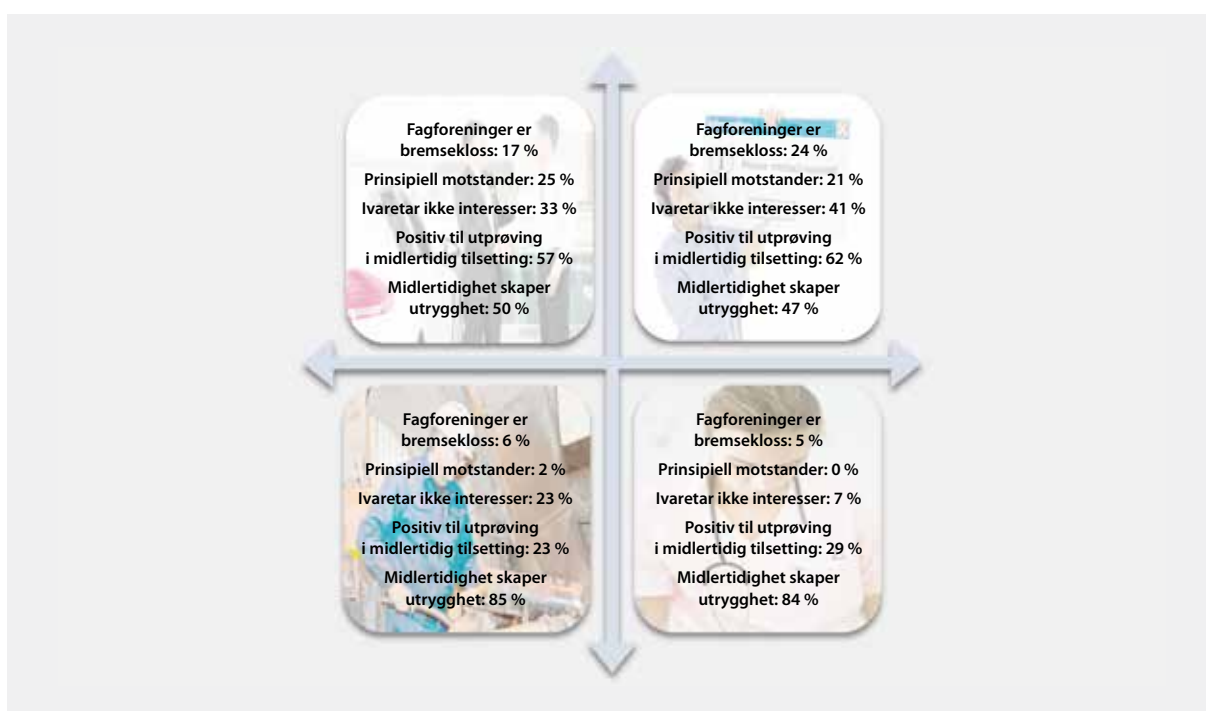 Fagforeninger er
bremsekloss: 17 %
Prinsipiell motstander: 25 %
Ivaretar ikke interesser: 33 %
Positiv til utprøving
i midlertidig tilsetting: 57 %
Midlertidighet skaper
utrygghet: 50 %
Fagforeninger er
bremsekloss: 24 %
Prinsipiell motstander: 21 %
Ivaretar ikke interesser: 41 %
Positiv til utprøving
i midlertidig tilsetting: 62 %
Midlertidighet skaper
utrygghet: 47 %
Fagforeninger er
bremsekloss: 6 %
Prinsipiell motstander: 2 %
Ivaretar ikke interesser: 23 %
Positiv til utprøving
i midlertidig tilsetting: 23 %
Midlertidighet skaper
utrygghet: 85 %
Fagforeninger er
bremsekloss: 5 %
Prinsipiell motstander: 0 %
Ivaretar ikke interesser: 7 %
Positiv til utprøving
i midlertidig tilsetting: 29 %
Midlertidighet skaper
utrygghet: 84 %